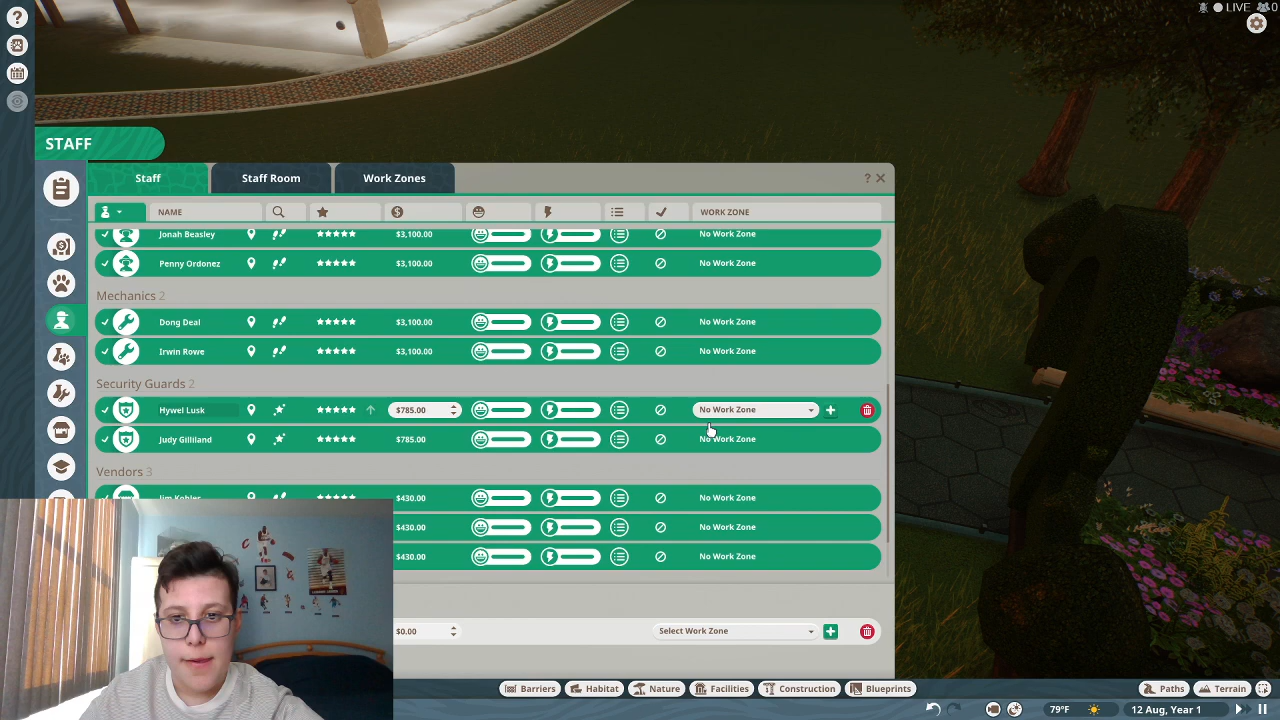 LIVE 0
STAFF
Staff Staff Room Work Zones
NAME WORK ZONE
Jonah Beasley $3,100.00 No Work Zone
Penny Ordonez $3,100.00 No Work Zone
Mechanics 2
Dong Deal $3,100.00 No Work Zone
Irwin Rowe $3,100.00 No Work Zone
Security Guards 2
Hywel Lusk $785.00 No Work Zone
Judy Gilliland $785.00 No Work Zone
Vendors 3
Jim Kohler $430.00 No Work Zone
$430.00 No Work Zone
$430.00 No Work Zone
$0.00 Select Work Zone
Barriers Habitat Nature Facilities Construction Blueprints Paths Terrain
79°F 12 Aug, Year 1